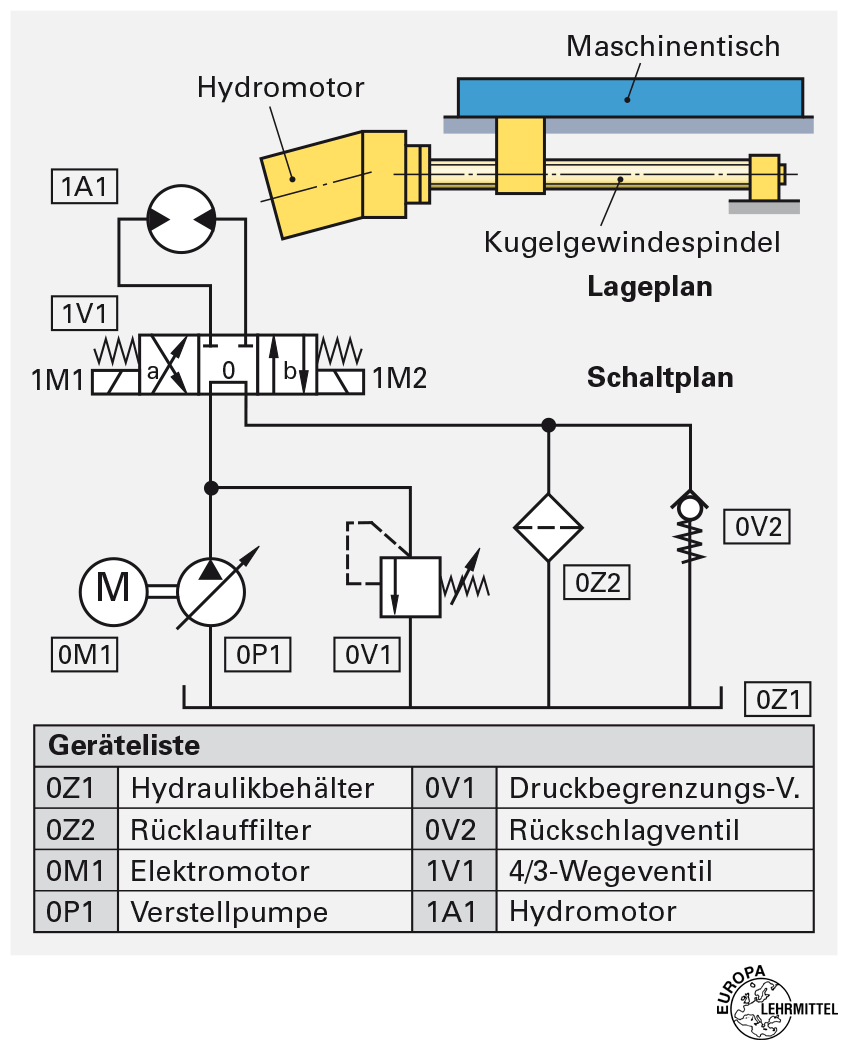 Maschinentisch
Hydromotor
1A1
Kugelgewindespindel
Lageplan
1V1
a 0 b
1M1
1M2
Schaltplan
0V2
M
0Z2
0M1
0P1
0V1
0Z1
Geräteliste
0Z1 Hydraulikbehälter 0V1 Druckbegrenzungs-V.
0Z2 Rücklauffilter 0V2 Rückschlagventil
0M1 Elektromotor 1V1 4/3-Wegeventil
0P1 Verstellpumpe 1A1 Hydromotor
EUROPA
LEHRMITTEL